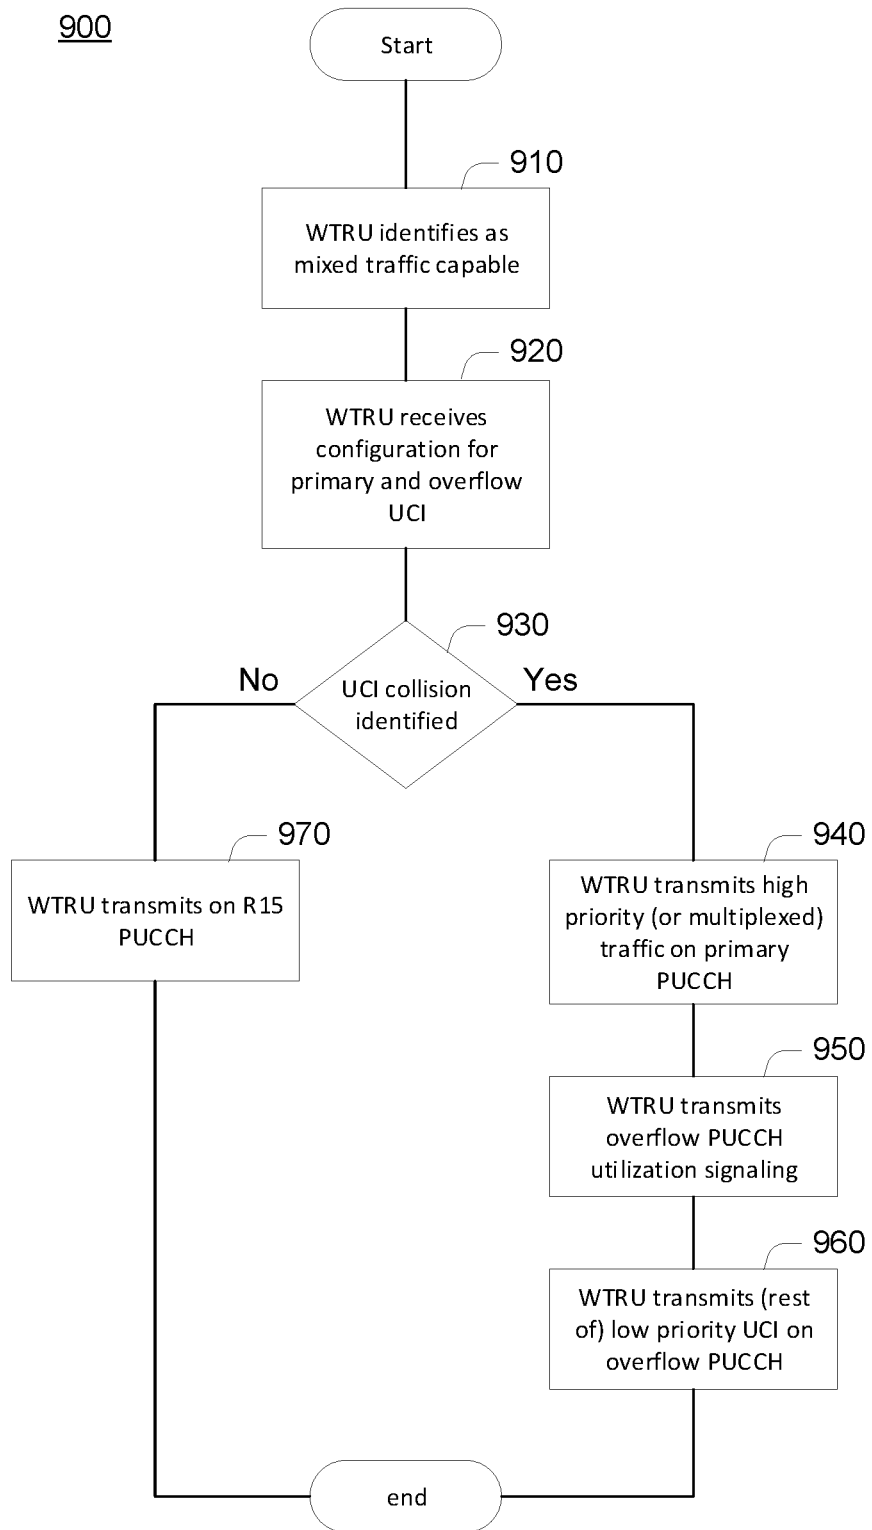 900
Start
910
WTRU identifies as
mixed traffic capable
920
WTRU receives
configuration for
primary and overflow
UCI
930
No
UCI collision
identified
Yes
970
WTRU transmits on R15
PUCCH
940
WTRU transmits high
priority (or multiplexed)
traffic on primary
PUCCH
950
WTRU transmits
overflow PUCCH
utilization signaling
960
WTRU transmits (rest
of) low priority UCI on
overflow PUCCH
end